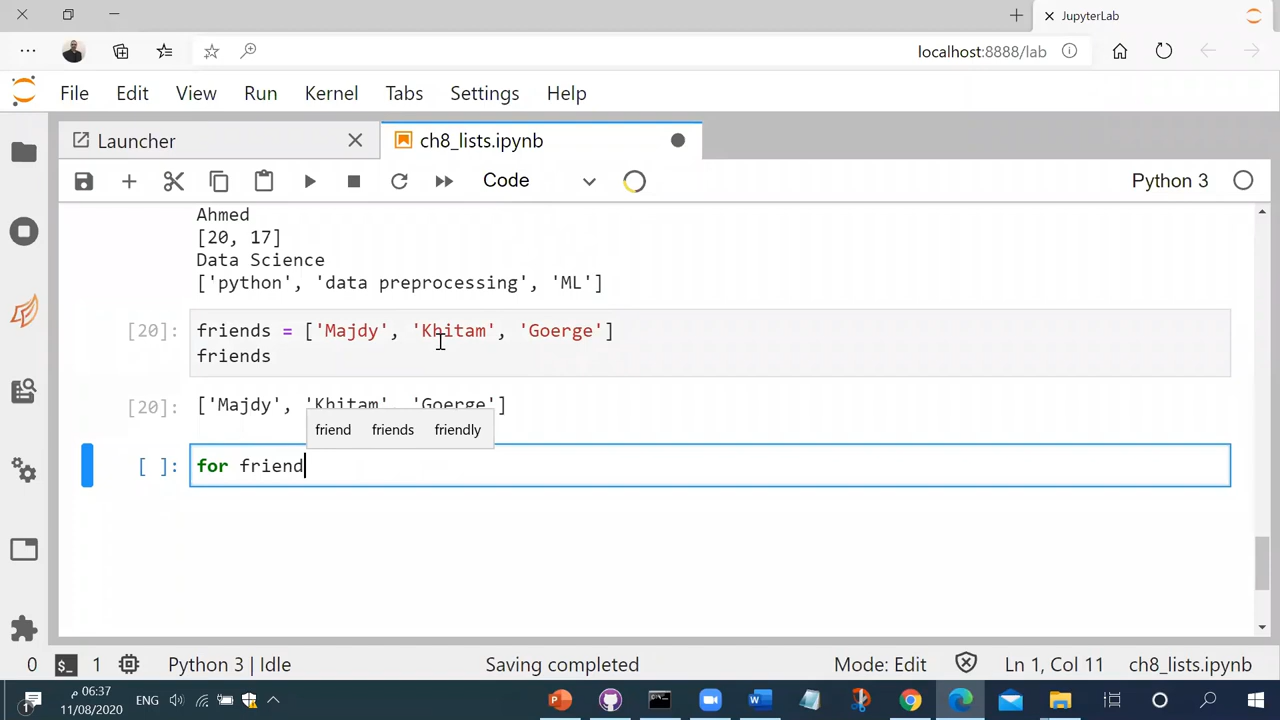 JupyterLab
localhost:8888/lab
File Edit View Run Kernel Tabs Settings Help
Launcher
ch8_lists.ipynb
Code
Python 3
Ahmed
[20, 17]
Data Science
['python', 'data preprocessing', 'ML']
[20]: friends = ['Majdy', 'Khitam', 'Goerge']
friends
[20]: ['Majdy', 'Khitam', 'Goerge']
friend friends friendly
[ ]: for friend
0 1 Python 3 | Idle Saving completed Mode: Edit Ln 1, Col 11 ch8_lists.ipynb
06:37 م ENG
11/08/2020